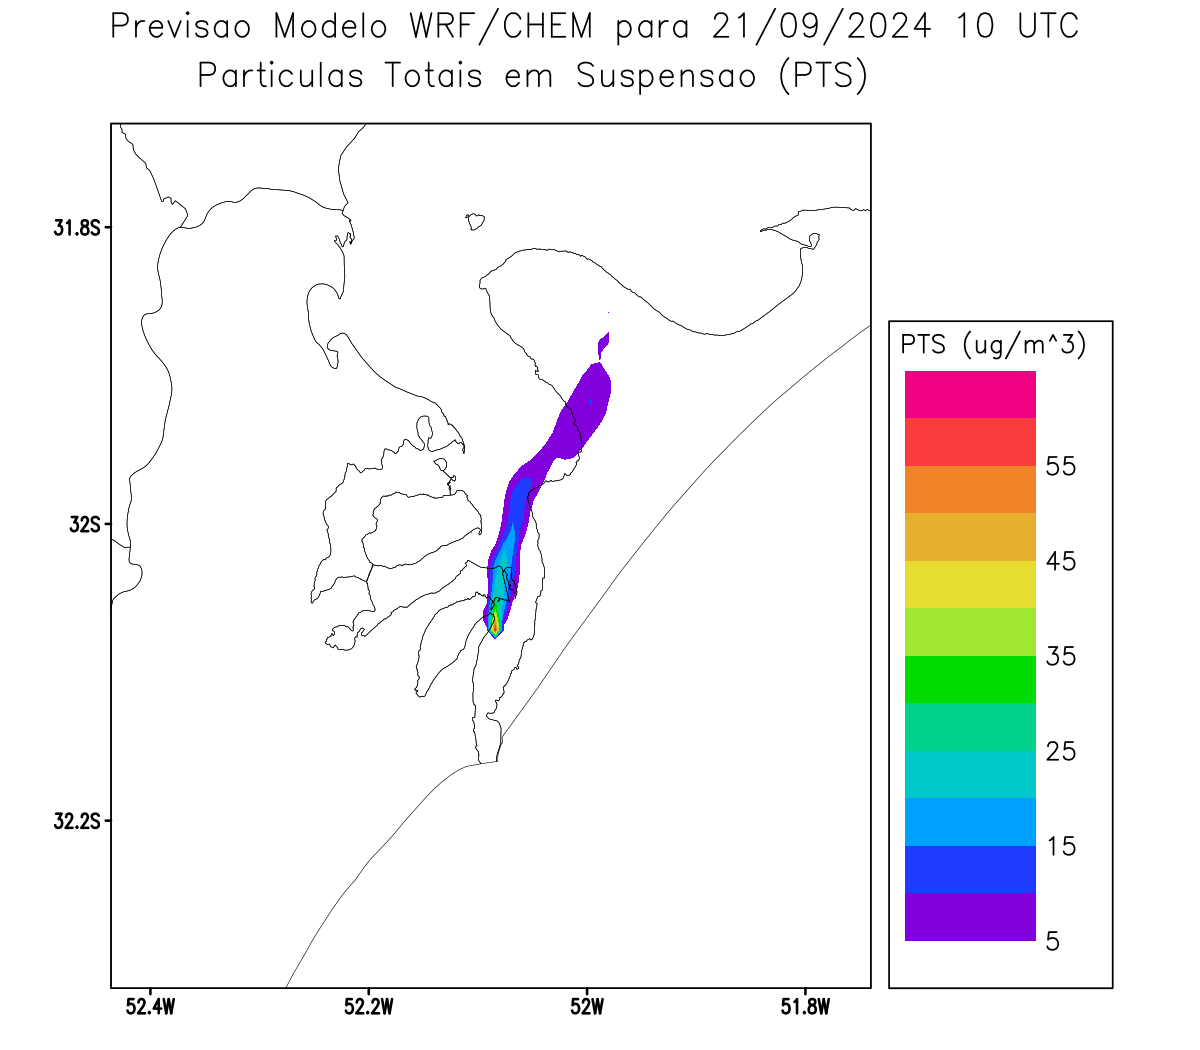 Previsao Modelo WRF/CHEM para 21/09/2024 10 UTC
Particulas Totais em Suspensao (PTS)
31.8S
32S
32.2S
52.4W
52.2W
52W
51.8W
PTS (ug/m^3)
55
45
35
25
15
5